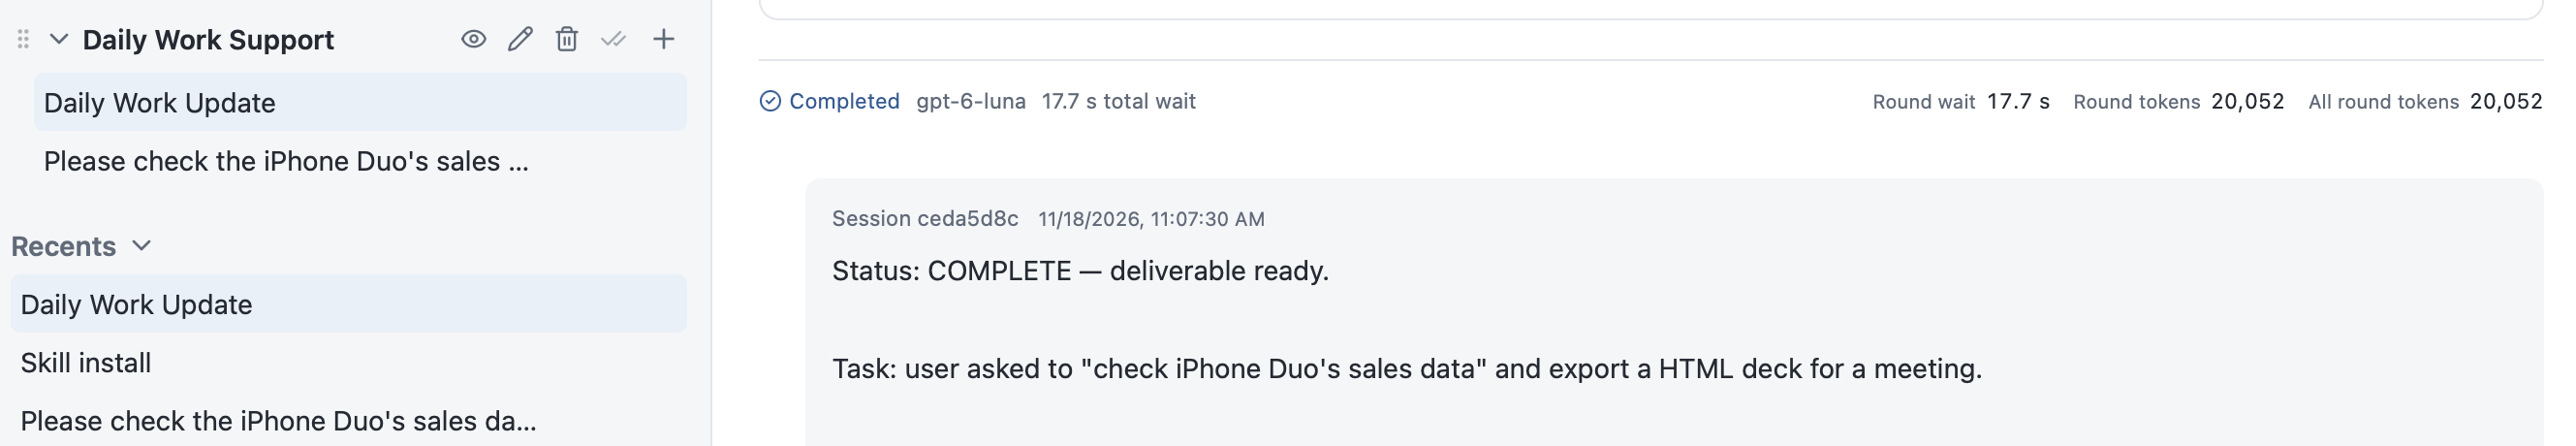 Daily Work Support
Daily Work Update
Please check the iPhone Duo's sales ...
Recents
Daily Work Update
Skill install
Please check the iPhone Duo's sales da...
Completed gpt-6-luna 17.7 s total wait
Round wait 17.7 s Round tokens 20,052 All round tokens 20,052
Session ceda5d8c 11/18/2026, 11:07:30 AM
Status: COMPLETE — deliverable ready.
Task: user asked to "check iPhone Duo's sales data" and export a HTML deck for a meeting.